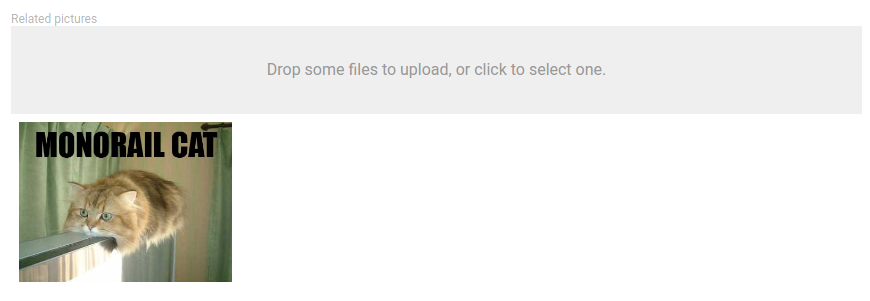 Related pictures
Drop some files to upload, or click to select one.
MONORAIL CAT